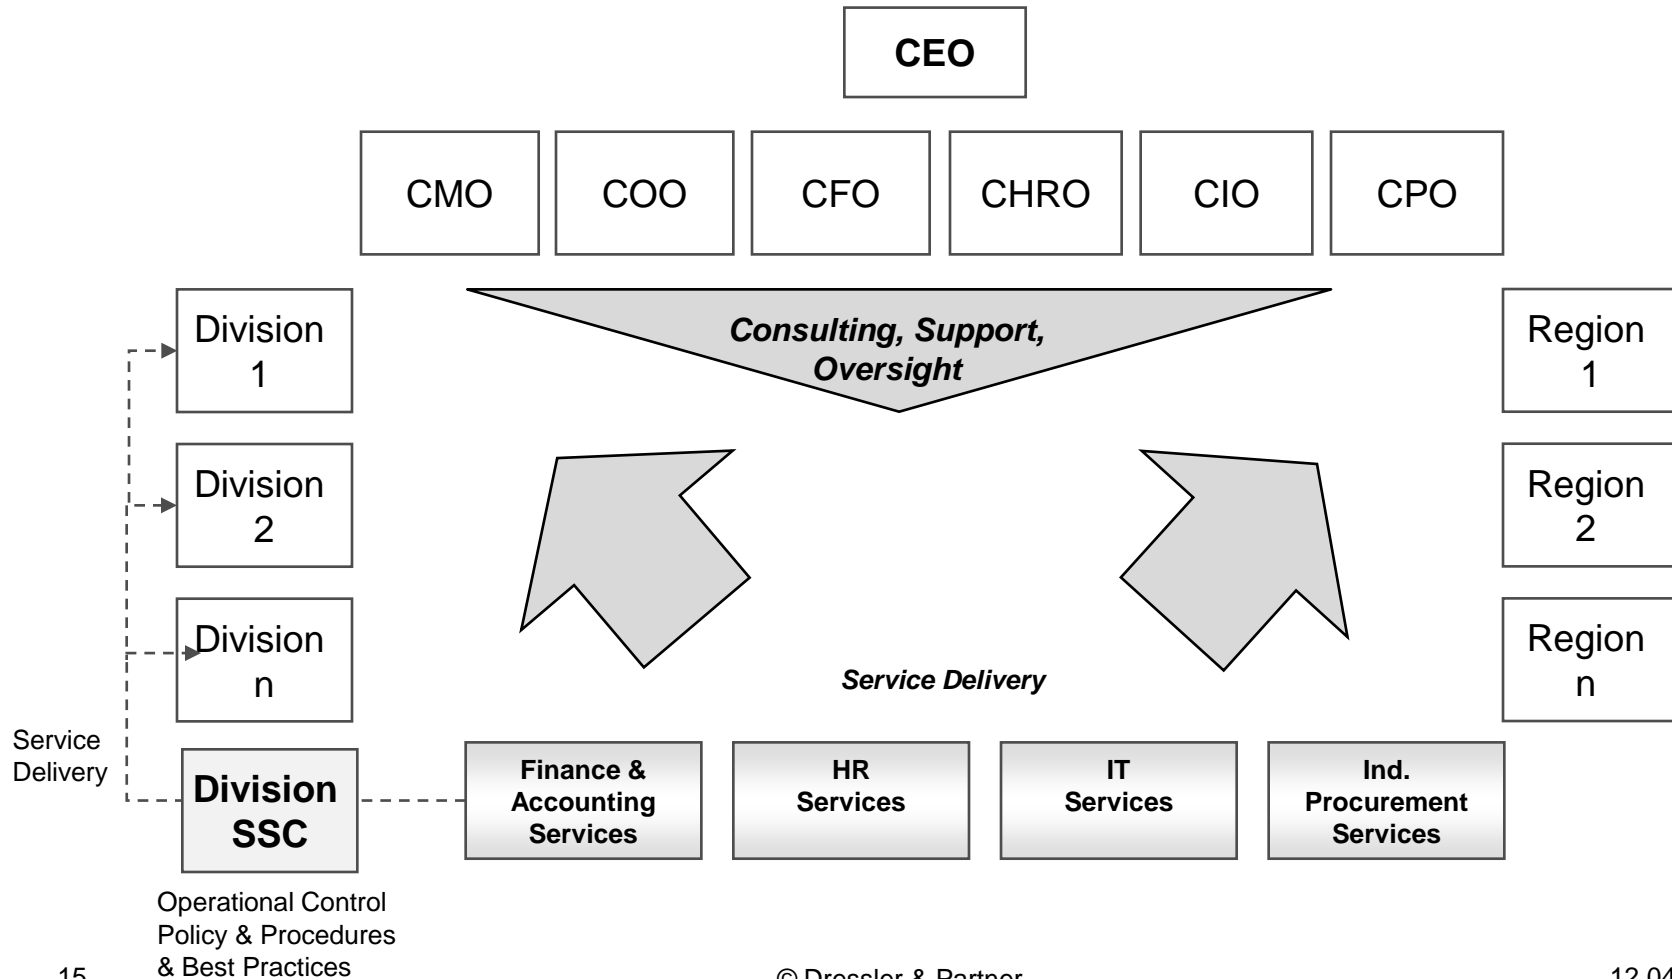 CEO
CMO
COO
CFO
CHRO
CIO
CPO
Division
1
Consulting, Support,
Oversight
Region
1
Division
2
Region
2
Division
n
Region
n
Service Delivery
Service
Delivery
Division
SSC
Finance &
Accounting
Services
HR
Services
IT
Services
Ind.
Procurement
Services
Operational Control
Policy & Procedures
& Best Practices
15
© Dressler & Partner
12.04